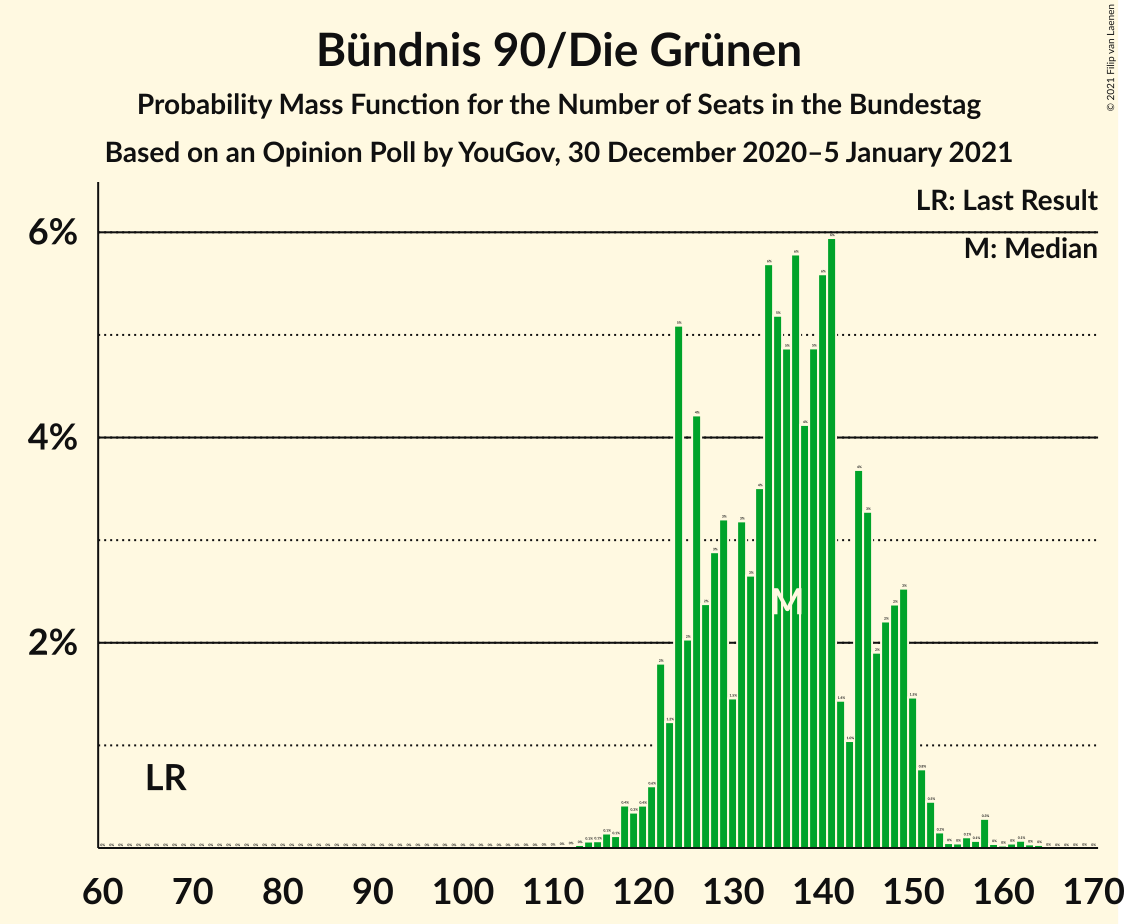 Bündnis 90/Die Grünen
Probability Mass Function for the Number of Seats in the Bundestag
Based on an Opinion Poll by YouGov, 30 December 2020–5 January 2021
© 2021 Filip van Laenen
LR: Last Result
M: Median
6%
4%
2%
LR
M
60 70 80 90 100 110 120 130 140 150 160 170